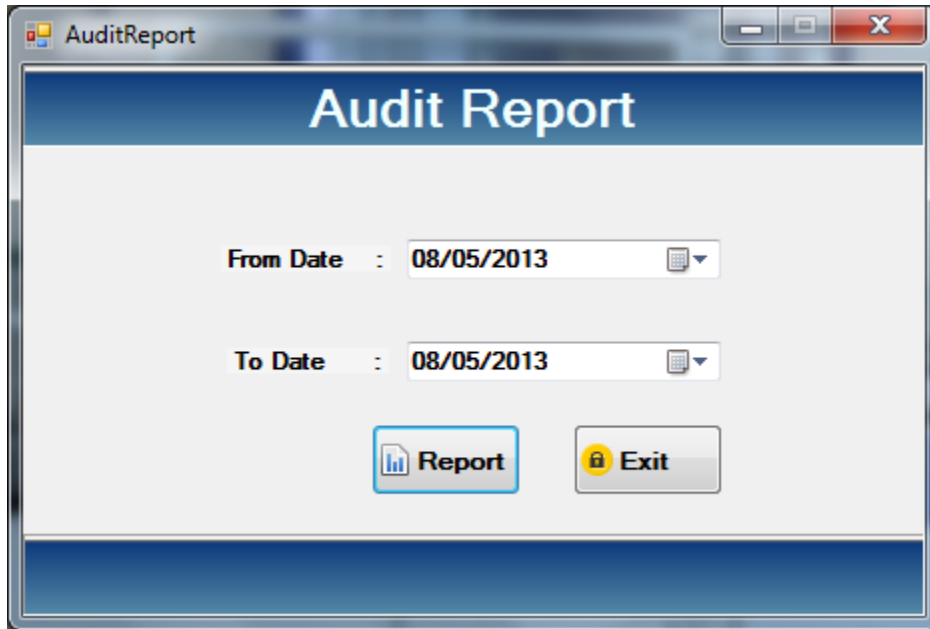 AuditReport
Audit Report
From Date : 08/05/2013
To Date : 08/05/2013
Report Exit